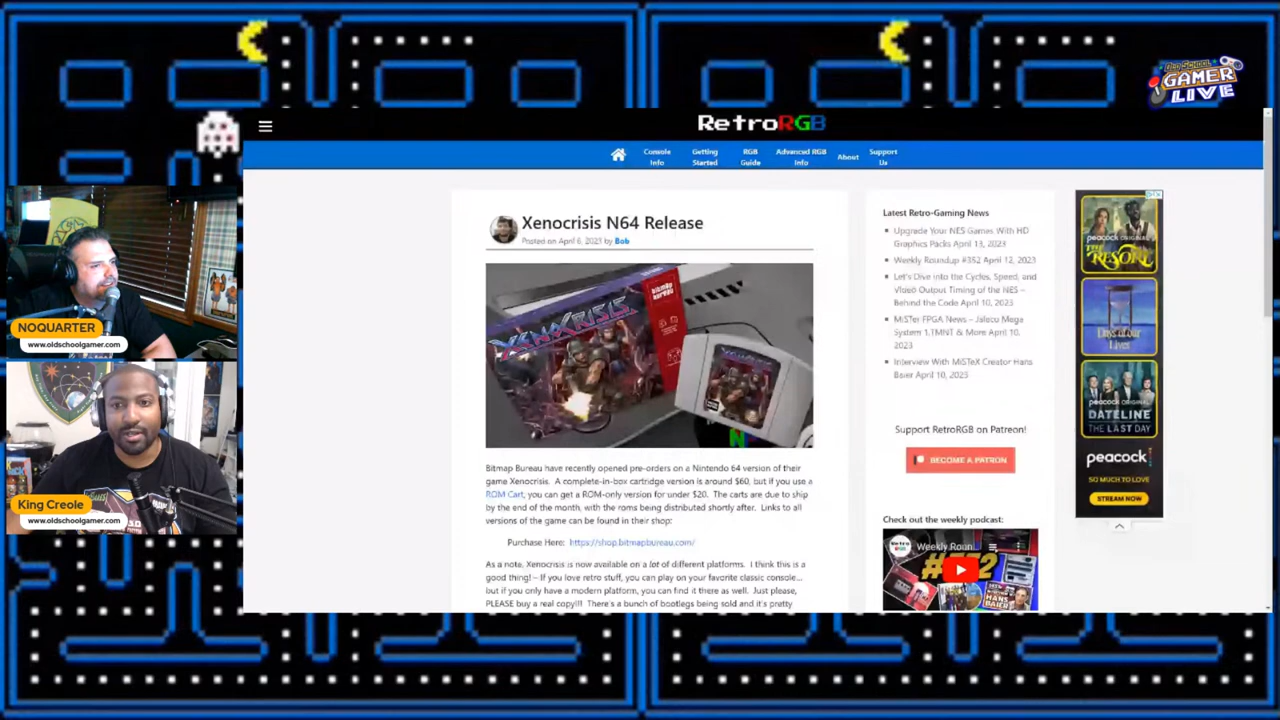 OLD SCHOOL
GAMER
LIVE
RetroRGB
Console
Info
Getting
Started
RGB
Guide
Advanced RGB
Info
About
Support
Us
Xenocrisis N64 Release
Posted on April 6, 2023 by Bob
bitmap
bureau
XENOCRISIS
Bitmap Bureau have recently opened pre-orders on a Nintendo 64 version of their
game Xenocrisis. A complete-in-box cartridge version is around $60, but if you use a
ROM Cart, you can get a ROM-only version for under $20. The carts are due to ship
by the end of the month, with the roms being distributed shortly after. Links to all
versions of the game can be found in their shop:
Purchase Here: https://shop.bitmapbureau.com/
As a note, Xenocrisis is now available on a lot of different platforms. I think this is a
good thing! – If you love retro stuff, you can play on your favorite classic console...
but if you only have a modern platform, you can find it there as well. Just please,
PLEASE buy a real copy!!! There's a bunch of bootlegs being sold and it's pretty
Latest Retro-Gaming News
Upgrade Your NES Games With HD
Graphics Packs April 13, 2023
Weekly Roundup #352 April 12, 2023
Let's Dive into the Cycles, Speed, and
Video Output Timing of the NES –
Behind the Code April 10, 2023
MiSTer FPGA News – Jaleco Mega
System 1,TMNT & More April 10,
2023
Interview With MiSTeX Creator Hans
Baier April 10, 2023
Support RetroRGB on Patreon!
BECOME A PATRON
Check out the weekly podcast:
Weekly Roun...
HANS
BAIER
peacock ORIGINAL
THE RESORT
Days of our
Lives
peacock ORIGINAL
DATELINE
THE LAST DAY
peacock
SO MUCH TO LOVE
STREAM NOW
NOQUARTER
www.oldschoolgamer.com
King Creole
www.oldschoolgamer.com